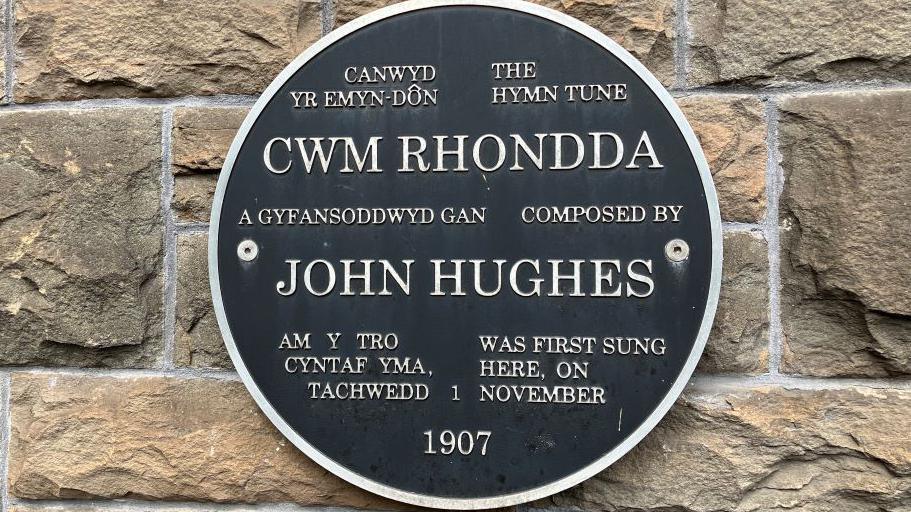 CANWYD THE
YR EMYN-DÔN HYMN TUNE
CWM RHONDDA
A GYFANSODDWYD GAN COMPOSED BY
JOHN HUGHES
AM Y TRO WAS FIRST SUNG
CYNTAF YMA, HERE, ON
TACHWEDD 1 NOVEMBER
1907